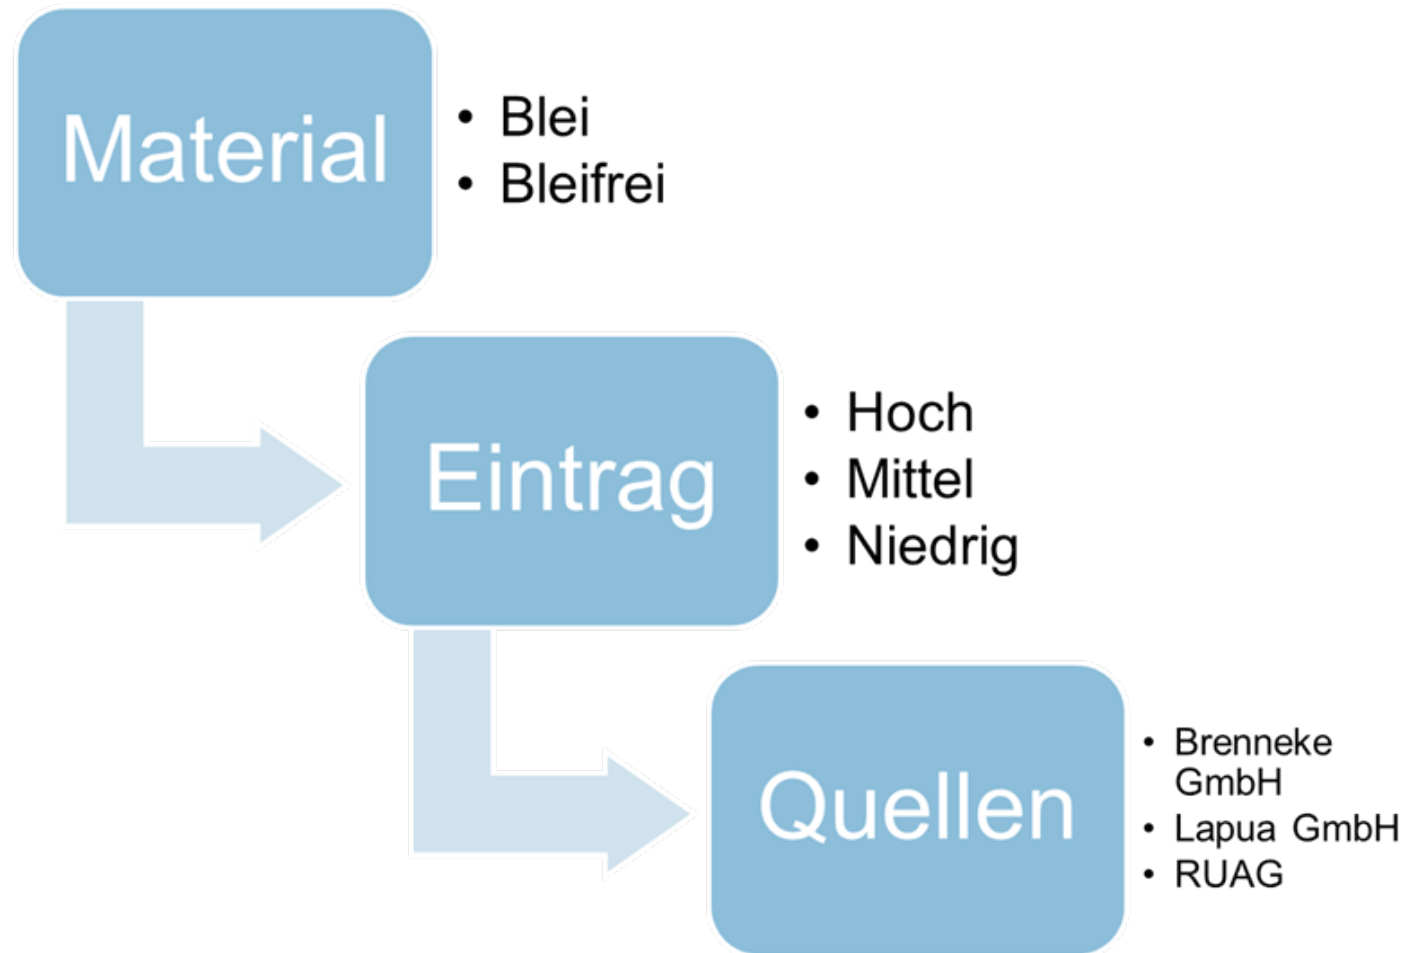 Material
• Blei
• Bleifrei
Eintrag
• Hoch
• Mittel
• Niedrig
Quellen
• Brenneke
GmbH
• Lapua GmbH
• RUAG